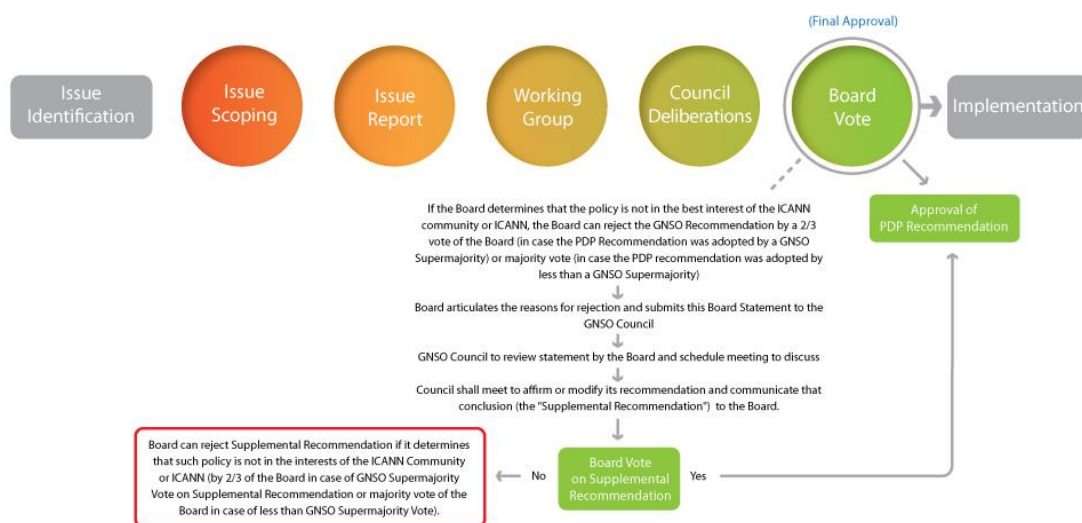 (Final Approval)
Issue
Identification
Issue
Scoping
Issue
Report
Working
Group
Council
Deliberations
Board
Vote
Implementation
Approval of
PDP Recommendation
If the Board determines that the policy is not in the best interest of the ICANN
community or ICANN, the Board can reject the GNSO Recommendation by a 2/3
vote of the Board (in case the PDP Recommendation was adopted by a GNSO
Supermajority) or majority vote (in case the PDP recommendation was adopted by
less than a GNSO Supermajority)
Board articulates the reasons for rejection and submits this Board Statement to the
GNSO Council
GNSO Council to review statement by the Board and schedule meeting to discuss
Council shall meet to affirm or modify its recommendation and communicate that
conclusion (the "Supplemental Recommendation") to the Board.
Board can reject Supplemental Recommendation if it determines
that such policy is not in the interests of the ICANN Community
or ICANN (by 2/3 of the Board in case of GNSO Supermajority
Vote on Supplemental Recommendation or majority vote of the
Board in case of less than GNSO Supermajority Vote).
No
Board Vote
on Supplemental
Recommendation
Yes